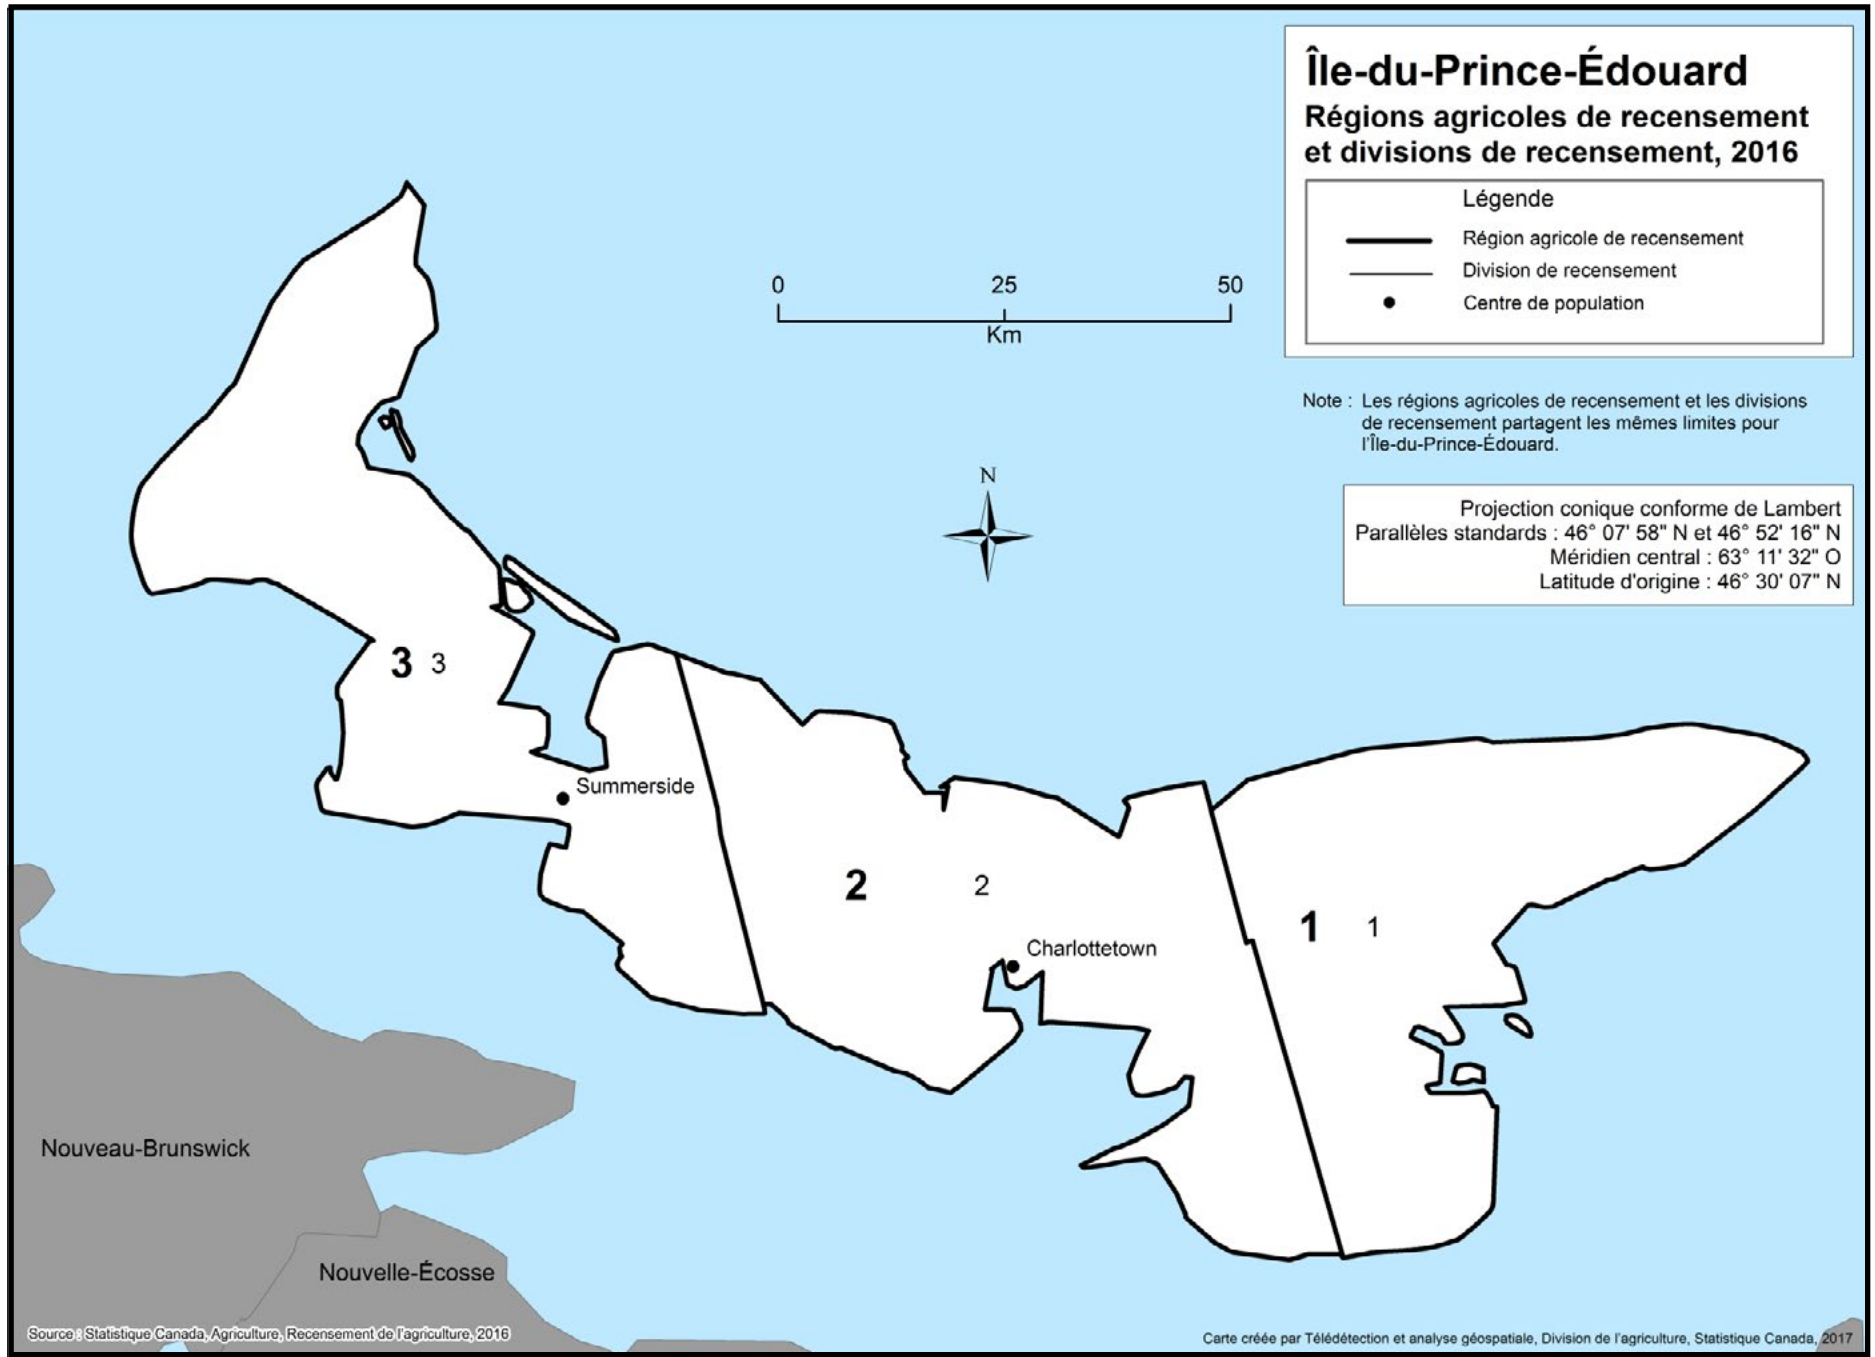 Île-du-Prince-Édouard
Régions agricoles de recensement
et divisions de recensement, 2016
Légende
Région agricole de recensement
Division de recensement
Centre de population
0 25 50
Km
Note : Les régions agricoles de recensement et les divisions
de recensement partagent les mêmes limites pour
l'Île-du-Prince-Édouard.
N
Projection conique conforme de Lambert
Parallèles standards : 46° 07' 58" N et 46° 52' 16" N
Méridien central : 63° 11' 32" O
Latitude d'origine : 46° 30' 07" N
3 3
Summerside
2 2
1 1
Charlottetown
Nouveau-Brunswick
Nouvelle-Écosse
Source : Statistique Canada, Agriculture, Recensement de l'agriculture, 2016
Carte créée par Télédétection et analyse géospatiale, Division de l'agriculture, Statistique Canada, 2017